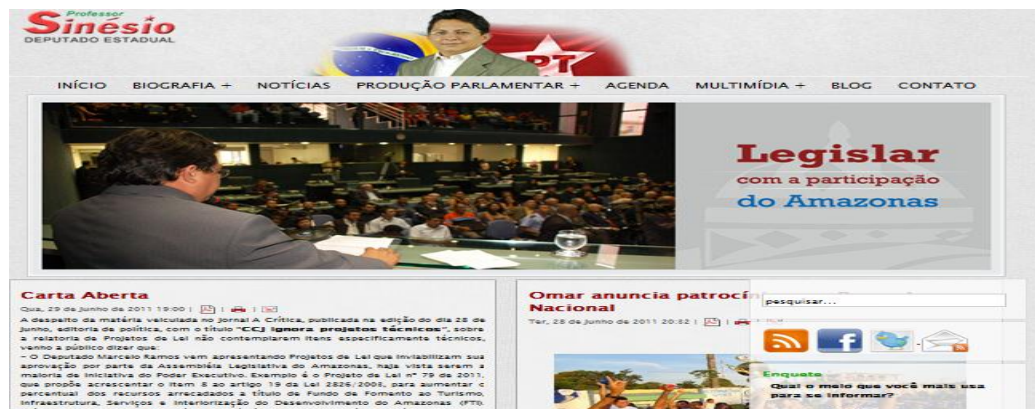 Professor
Sinésio
DEPUTADO ESTADUAL
PT
INÍCIO BIOGRAFIA + NOTÍCIAS PRODUÇÃO PARLAMENTAR + AGENDA MULTIMÍDIA + BLOG CONTATO
Legislar
com a participação
do Amazonas
Carta Aberta
Qua, 29 de Junho de 2011 19:00 | | |
A despeito da matéria veiculada no Jornal A Crítica, publicada na edição do dia 29 de
Junho, editoria de política, com o título "CCJ ignora projetos técnicos", sobre
a relatoria de Projetos de Lei não contemplarem itens especificamente técnicos,
venho a público dizer que:
- O Deputado Marcelo Ramos vem apresentando Projetos de Lei que inviabilizam sua
aprovação por parte da Assembléia Legislativa do Amazonas, haja vista serem a
maioria de iniciativa do Poder Executivo. Exemplo é o Projeto de Lei nº 79 de 2011,
que propõe acrescentar o item 8 ao artigo 19 da Lei 2826/2003, para aumentar o
percentual dos recursos arrecadados a título de Fundo de Fomento ao Turismo,
Infraestrutura, Serviços e Interiorização do Desenvolvimento do Amazonas (FTI).
Omar anuncia patrocín
Nacional
Ter, 28 de Junho de 2011 20:52 | |
pesquisar...
Enquete
Qual o meio que você mais usa
para se informar?